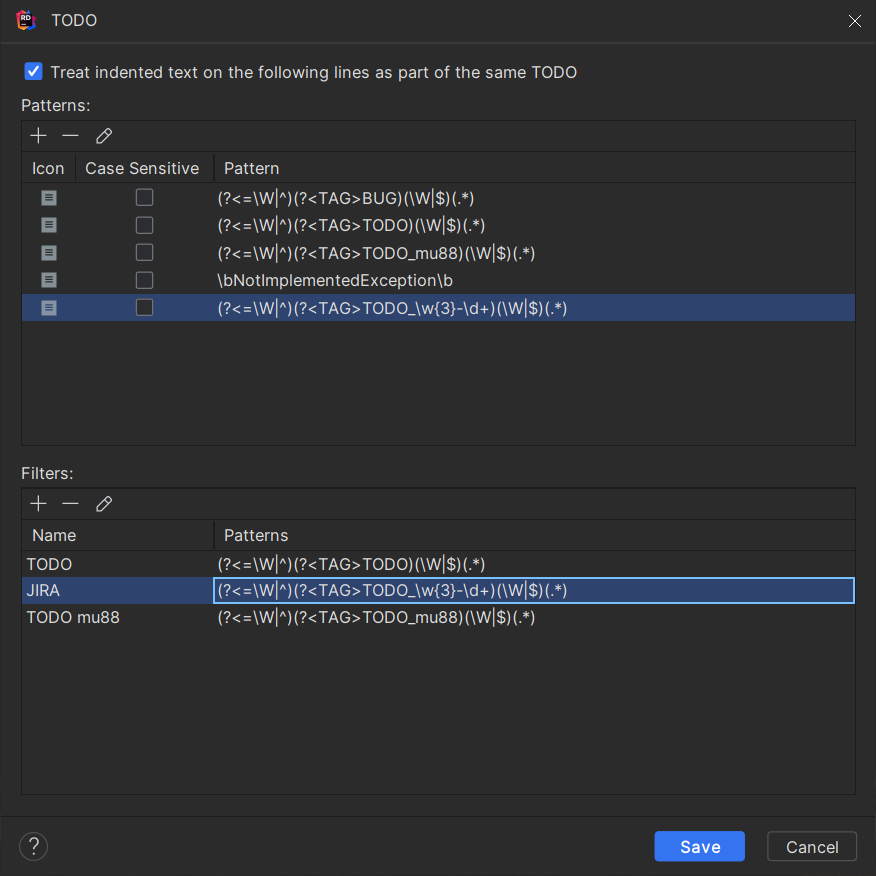 RD TODO
Treat indented text on the following lines as part of the same TODO
Patterns:
Icon Case Sensitive Pattern
(?<=\W|^)(?<TAG>BUG)(\W|$)(.*)
(?<=\W|^)(?<TAG>TODO)(\W|$)(.*)
(?<=\W|^)(?<TAG>TODO_mu88)(\W|$)(.*)
\bNotImplementedException\b
(?<=\W|^)(?<TAG>TODO_\w{3}-\d+)(\W|$)(.*)
Filters:
Name Patterns
TODO (?<=\W|^)(?<TAG>TODO)(\W|$)(.*)
JIRA (?<=\W|^)(?<TAG>TODO_\w{3}-\d+)(\W|$)(.*)
TODO mu88 (?<=\W|^)(?<TAG>TODO_mu88)(\W|$)(.*)
? Save Cancel